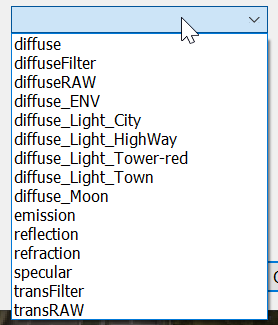 diffuse
diffuseFilter
diffuseRAW
diffuse_ENV
diffuse_Light_City
diffuse_Light_HighWay
diffuse_Light_Tower-red
diffuse_Light_Town
diffuse_Moon
emission
reflection
refraction
specular
transFilter
transRAW